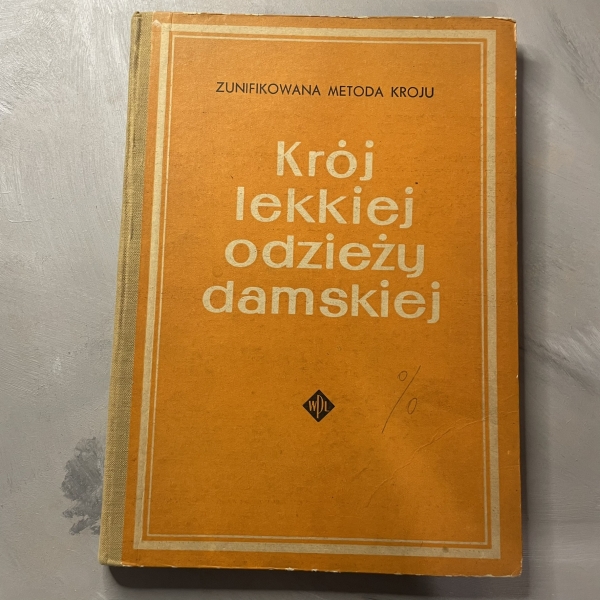 ZUNIFIKOWANA METODA KROJU
Krój
lekkiej
odzieży
damskiej
WPL
%